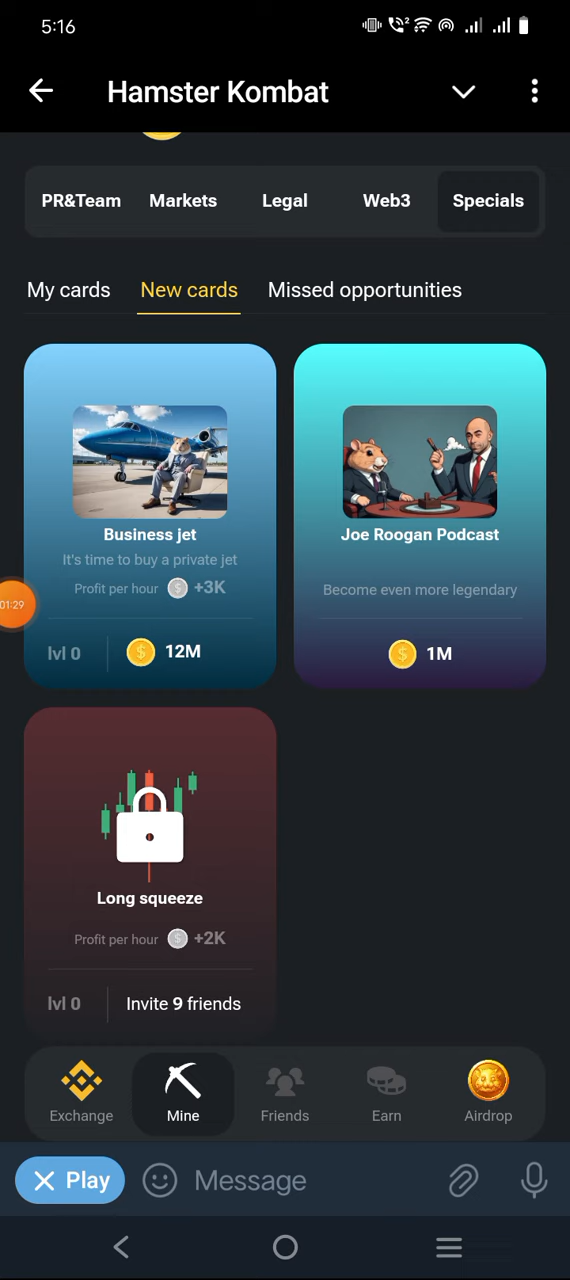 5:16
Hamster Kombat
PR&Team Markets Legal Web3 Specials
My cards New cards Missed opportunities
Business jet
It's time to buy a private jet
Profit per hour +3K
lvl 0 12M
Joe Roogan Podcast
Become even more legendary
1M
01:29
Long squeeze
Profit per hour +2K
lvl 0 Invite 9 friends
Exchange Mine Friends Earn Airdrop
Play Message